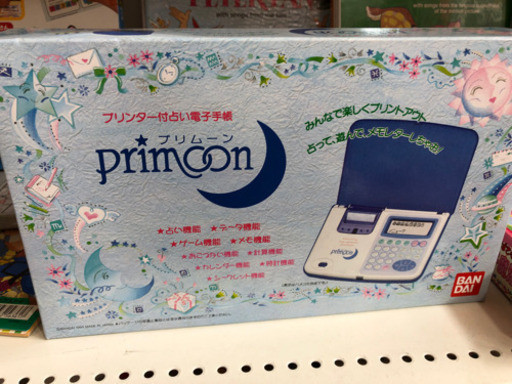 プリンター付占い電子手帳
プリムーン
primoon
みんなで楽しくプリントアウト
占って、遊んで、メモレターしちゃお!
★占い機能 ★データ機能
★ゲーム機能 ★メモ機能
★おこづかい機能 ★計算機能
★カレンダー機能 ★時計機能
★シークレット機能
primoon
BAN
DAI